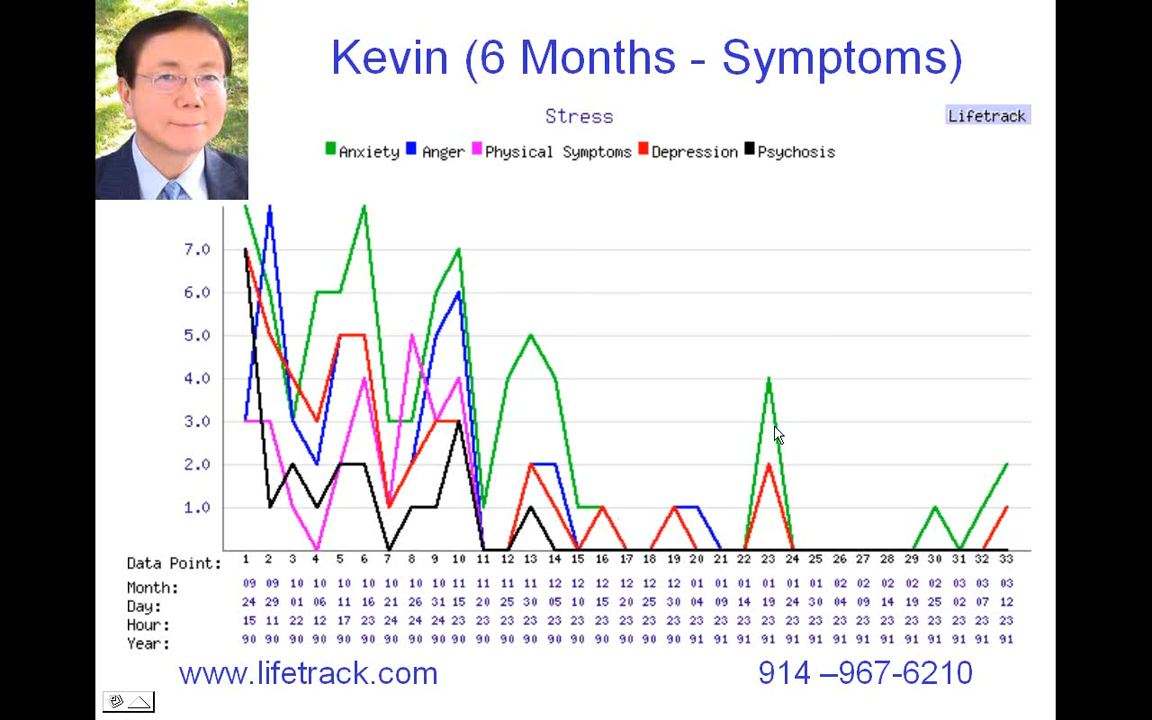 Kevin (6 Months - Symptoms)
Stress
Lifetrack
Anxiety Anger Physical Symptoms Depression Psychosis
7.0
6.0
5.0
4.0
3.0
2.0
1.0
Data Point: 1 2 3 4 5 6 7 8 9 10 11 12 13 14 15 16 17 18 19 20 21 22 23 24 25 26 27 28 29 30 31 32 33
Month: 09 09 10 10 10 10 10 10 10 11 11 11 11 12 12 12 12 12 12 01 01 01 01 01 01 02 02 02 02 02 03 03 03
Day: 24 29 01 06 11 16 21 26 31 15 20 25 30 05 10 15 20 25 30 04 09 14 19 24 30 04 09 14 19 25 02 07 12
Hour: 15 11 22 12 17 23 24 24 24 23 23 23 23 23 23 23 23 23 23 23 23 23 23 23 23 23 23 23 23 23 23 23 23
Year: 90 90 90 90 90 90 90 90 90 90 90 90 90 90 90 90 90 90 90 91 91 91 91 91 91 91 91 91 91 91 91 91 91
www.lifetrack.com 914 –967-6210